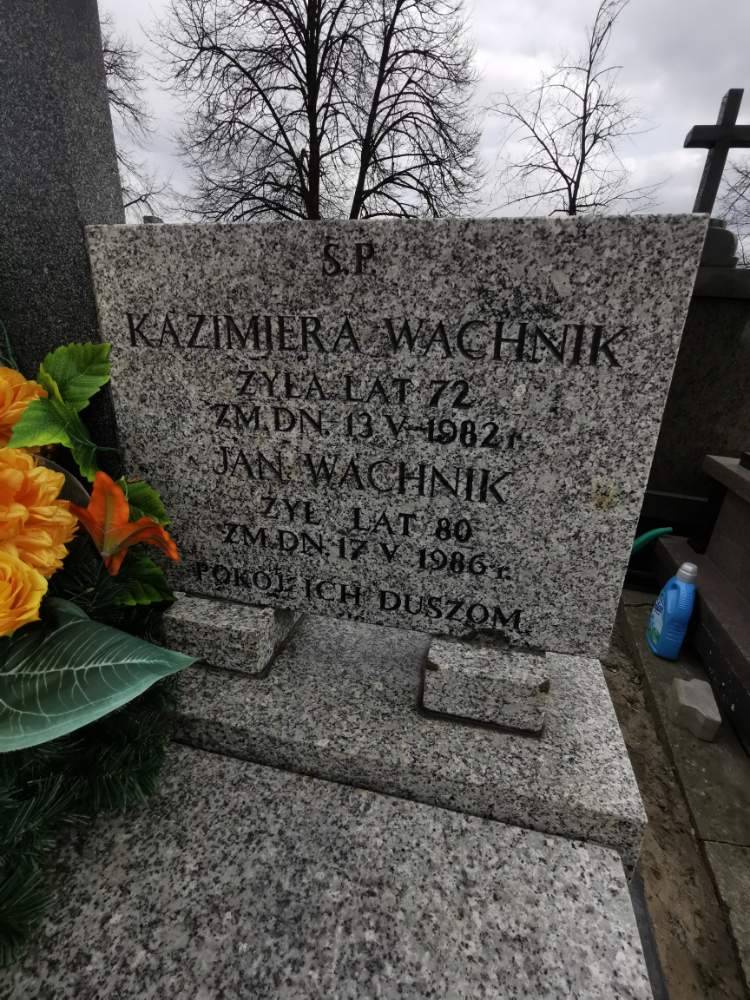 Ś.P.
KAZIMIERA WACHNIK
ŻYŁA LAT 72
ZM.DN. 13 V 1982 r.
JAN WACHNIK
ŻYŁ LAT 80
ZM.DN. 17 V 1986 r.
POKÓJ ICH DUSZOM